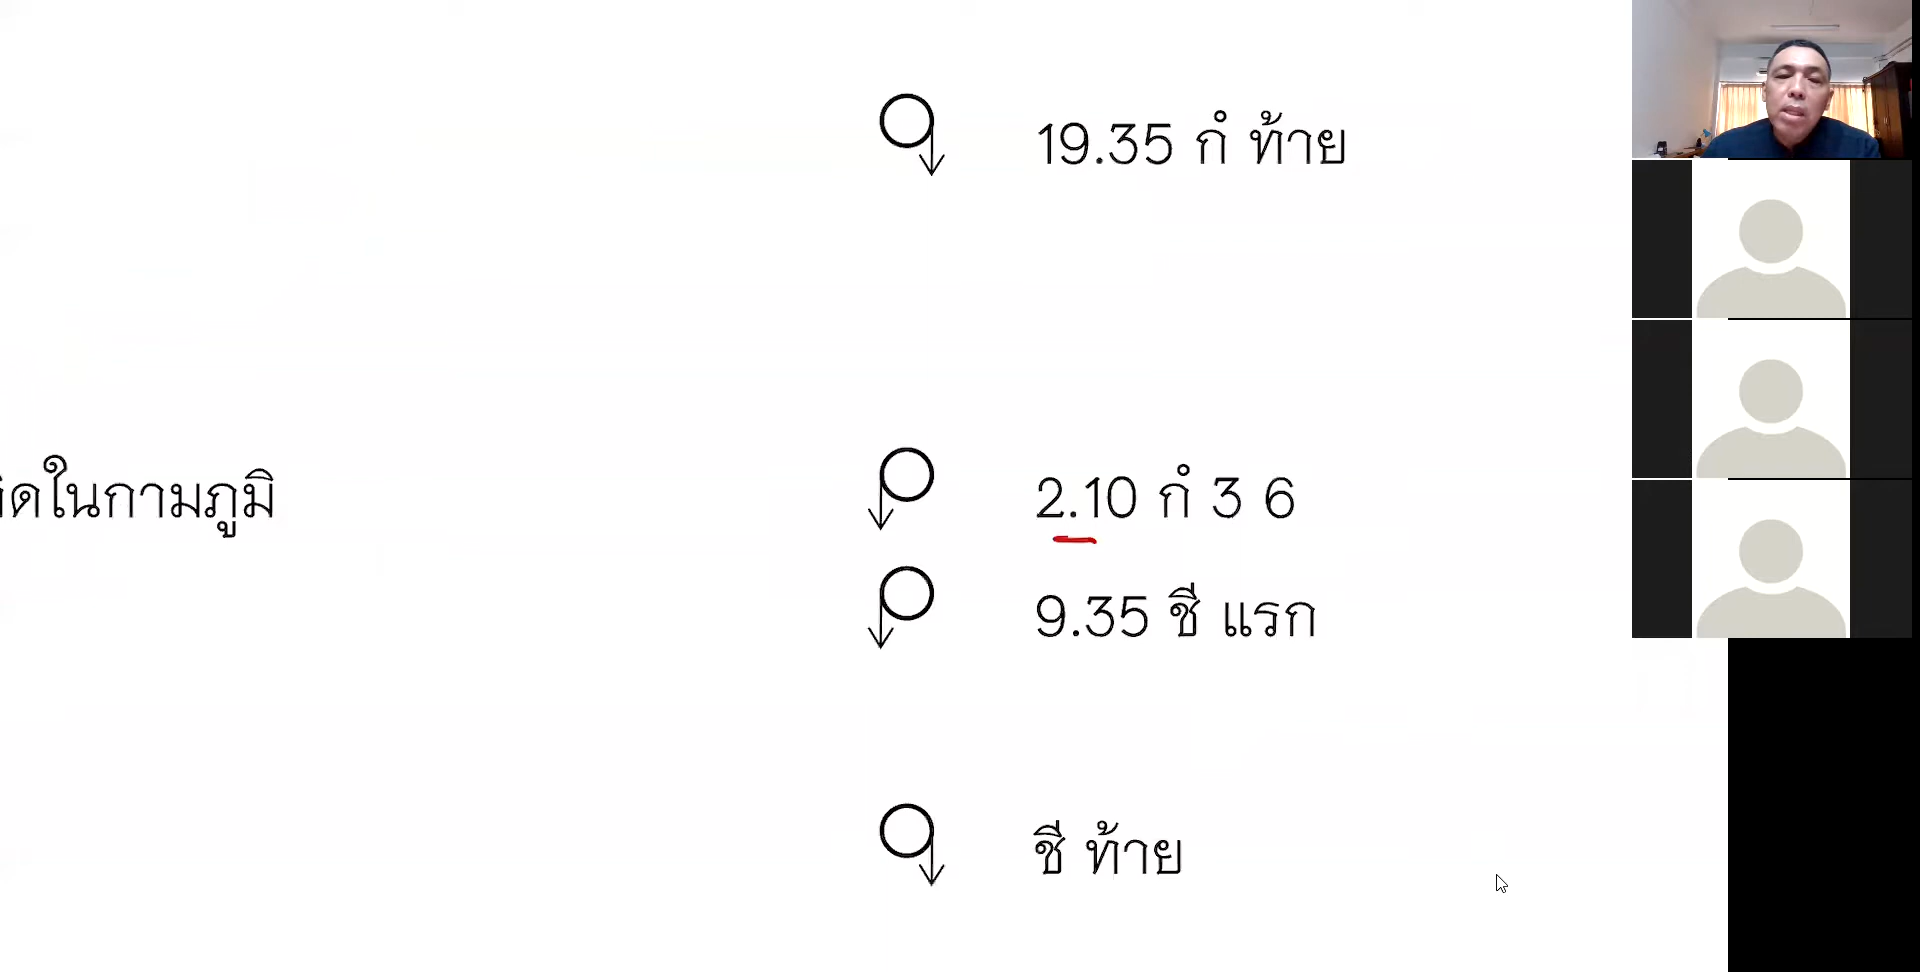 19.35 กํ ท้าย
ในกามภูมิ
2.10 กํ 3 6
9.35 ชี แรก
ชี ท้าย